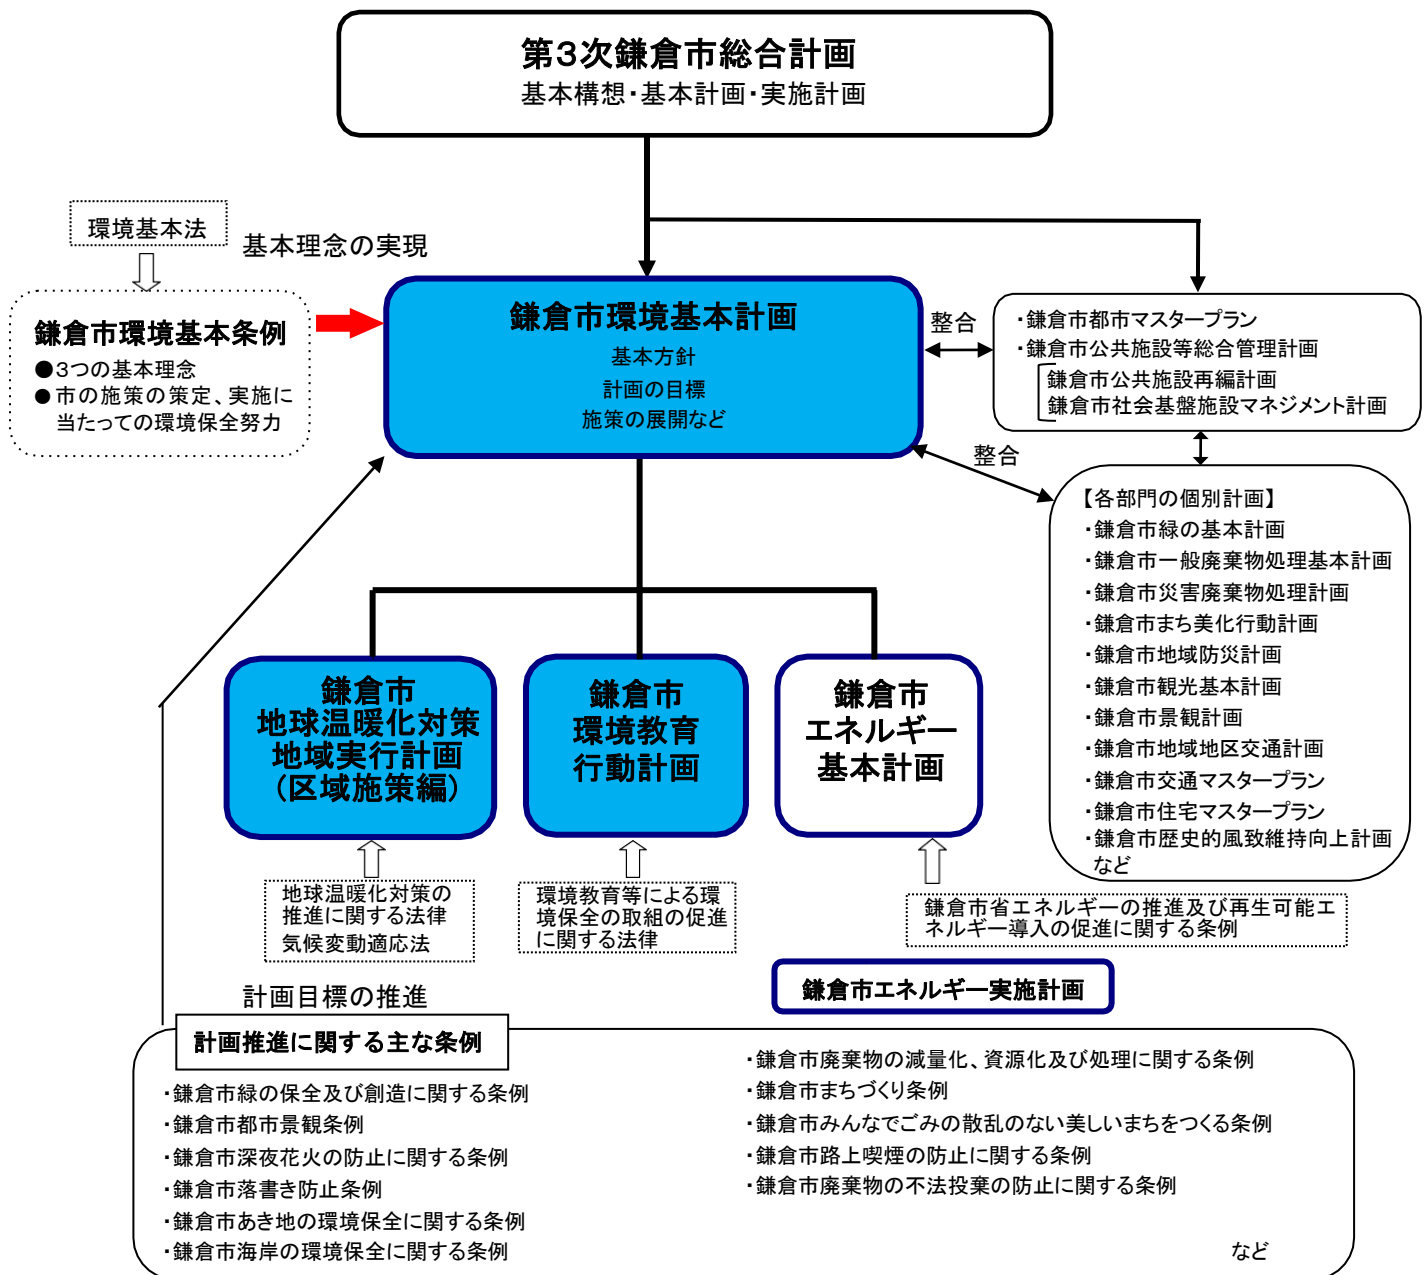 第3次鎌倉市総合計画
基本構想・基本計画・実施計画
環境基本法
基本理念の実現
鎌倉市環境基本条例
●3つの基本理念
●市の施策の策定、実施に
当たっての環境保全努力
鎌倉市環境基本計画
基本方針
計画の目標
施策の展開など
整合
・鎌倉市都市マスタープラン
・鎌倉市公共施設等総合管理計画
鎌倉市公共施設再編計画
鎌倉市社会基盤施設マネジメント計画
整合
【各部門の個別計画】
・鎌倉市緑の基本計画
・鎌倉市一般廃棄物処理基本計画
・鎌倉市災害廃棄物処理計画
・鎌倉市まち美化行動計画
・鎌倉市地域防災計画
・鎌倉市観光基本計画
・鎌倉市景観計画
・鎌倉市地域地区交通計画
・鎌倉市交通マスタープラン
・鎌倉市住宅マスタープラン
・鎌倉市歴史的風致維持向上計画
など
鎌倉市
地球温暖化対策
地域実行計画
(区域施策編)
鎌倉市
環境教育
行動計画
鎌倉市
エネルギー
基本計画
地球温暖化対策の
推進に関する法律
気候変動適応法
環境教育等による環
境保全の取組の促進
に関する法律
鎌倉市省エネルギーの推進及び再生可能エ
ネルギー導入の促進に関する条例
鎌倉市エネルギー実施計画
計画目標の推進
計画推進に関する主な条例
・鎌倉市緑の保全及び創造に関する条例
・鎌倉市都市景観条例
・鎌倉市深夜花火の防止に関する条例
・鎌倉市落書き防止条例
・鎌倉市あき地の環境保全に関する条例
・鎌倉市海岸の環境保全に関する条例
・鎌倉市廃棄物の減量化、資源化及び処理に関する条例
・鎌倉市まちづくり条例
・鎌倉市みんなでごみの散乱のない美しいまちをつくる条例
・鎌倉市路上喫煙の防止に関する条例
・鎌倉市廃棄物の不法投棄の防止に関する条例
など